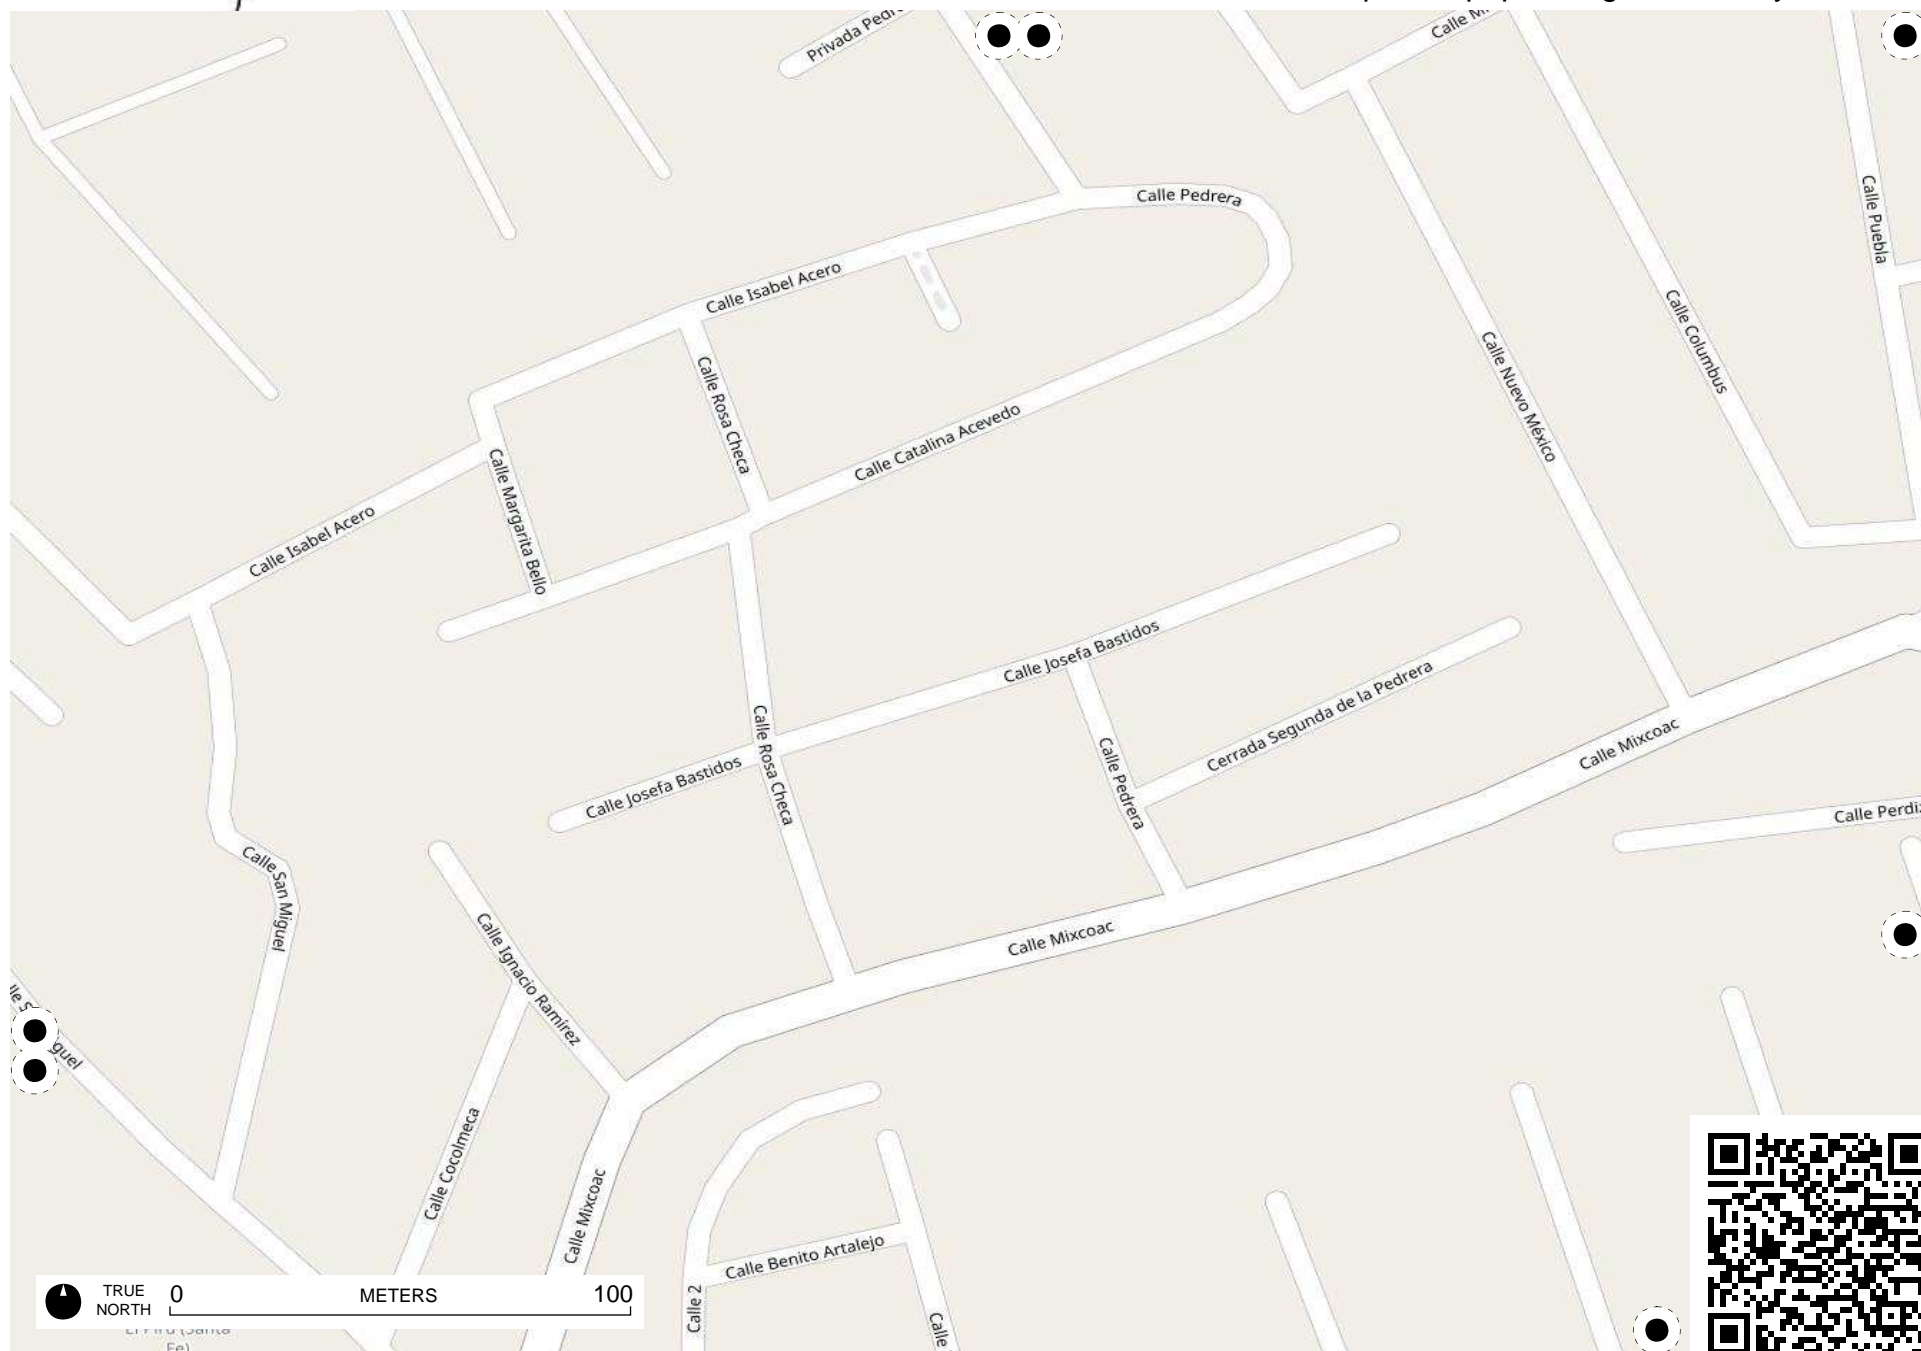 Privada
Calle Pedrera
Calle Puebla
Calle Isabel Acero
Calle Columbus
Calle Nuevo México
Calle Rosa Checa
Calle Catalina Acevedo
Calle Margarita Bello
Calle Isabel Acero
Calle Josefa Bastidos
Cerrada Segunda de la Pedrera
Calle Rosa Checa
Calle Mixcoac
Calle Pedrera
Calle Josefa Bastidos
Calle Perdiz
Calle San Miguel
Calle Ignacio Ramírez
Calle Mixcoac
Calle Cocolmeca
Calle Mixcoac
Calle Benito Artalejo
Calle 2
Calle
TRUE
NORTH
0 METERS 100